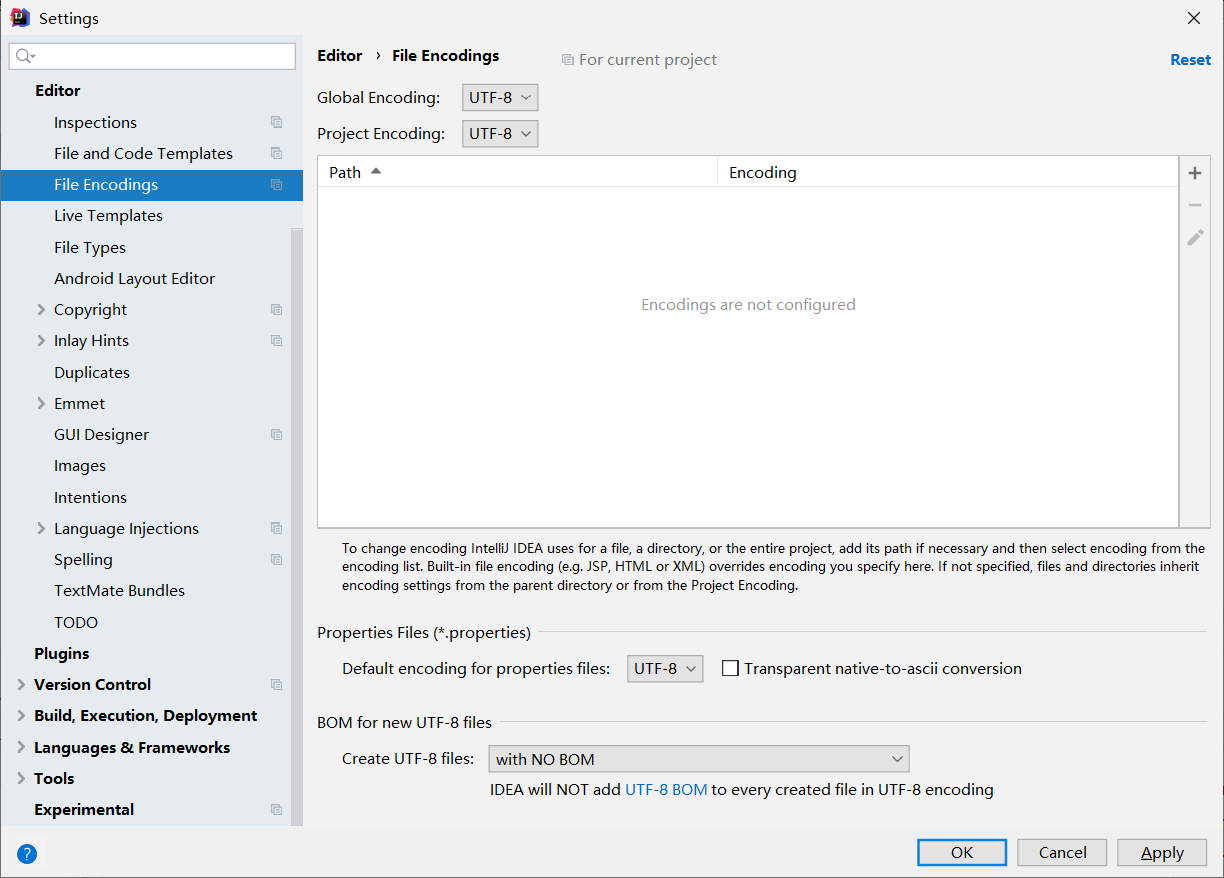 Settings
Editor
Inspections
File and Code Templates
File Encodings
Live Templates
File Types
Android Layout Editor
Copyright
Inlay Hints
Duplicates
Emmet
GUI Designer
Images
Intentions
Language Injections
Spelling
TextMate Bundles
TODO
Plugins
Version Control
Build, Execution, Deployment
Languages & Frameworks
Tools
Experimental
?
Editor › File Encodings
For current project
Reset
Global Encoding: UTF-8
Project Encoding: UTF-8
Path Encoding
Encodings are not configured
To change encoding IntelliJ IDEA uses for a file, a directory, or the entire project, add its path if necessary and then select encoding from the
encoding list. Built-in file encoding (e.g. JSP, HTML or XML) overrides encoding you specify here. If not specified, files and directories inherit
encoding settings from the parent directory or from the Project Encoding.
Properties Files (*.properties)
Default encoding for properties files: UTF-8 Transparent native-to-ascii conversion
BOM for new UTF-8 files
Create UTF-8 files: with NO BOM
IDEA will NOT add UTF-8 BOM to every created file in UTF-8 encoding
OK Cancel Apply